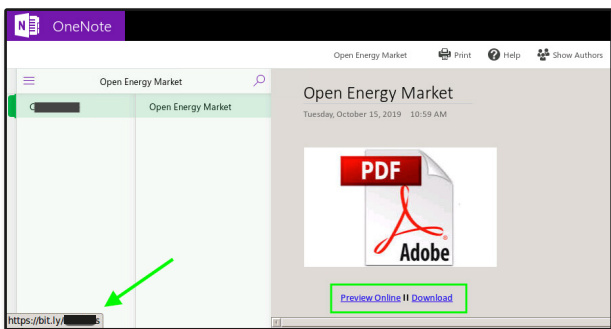 OneNote
Open Energy Market Print Help Show Authors
Open Energy Market
Open Energy Market
Open Energy Market
Tuesday, October 15, 2019 10:59 AM
PDF
Adobe
Preview Online II Download
https://bit.ly/